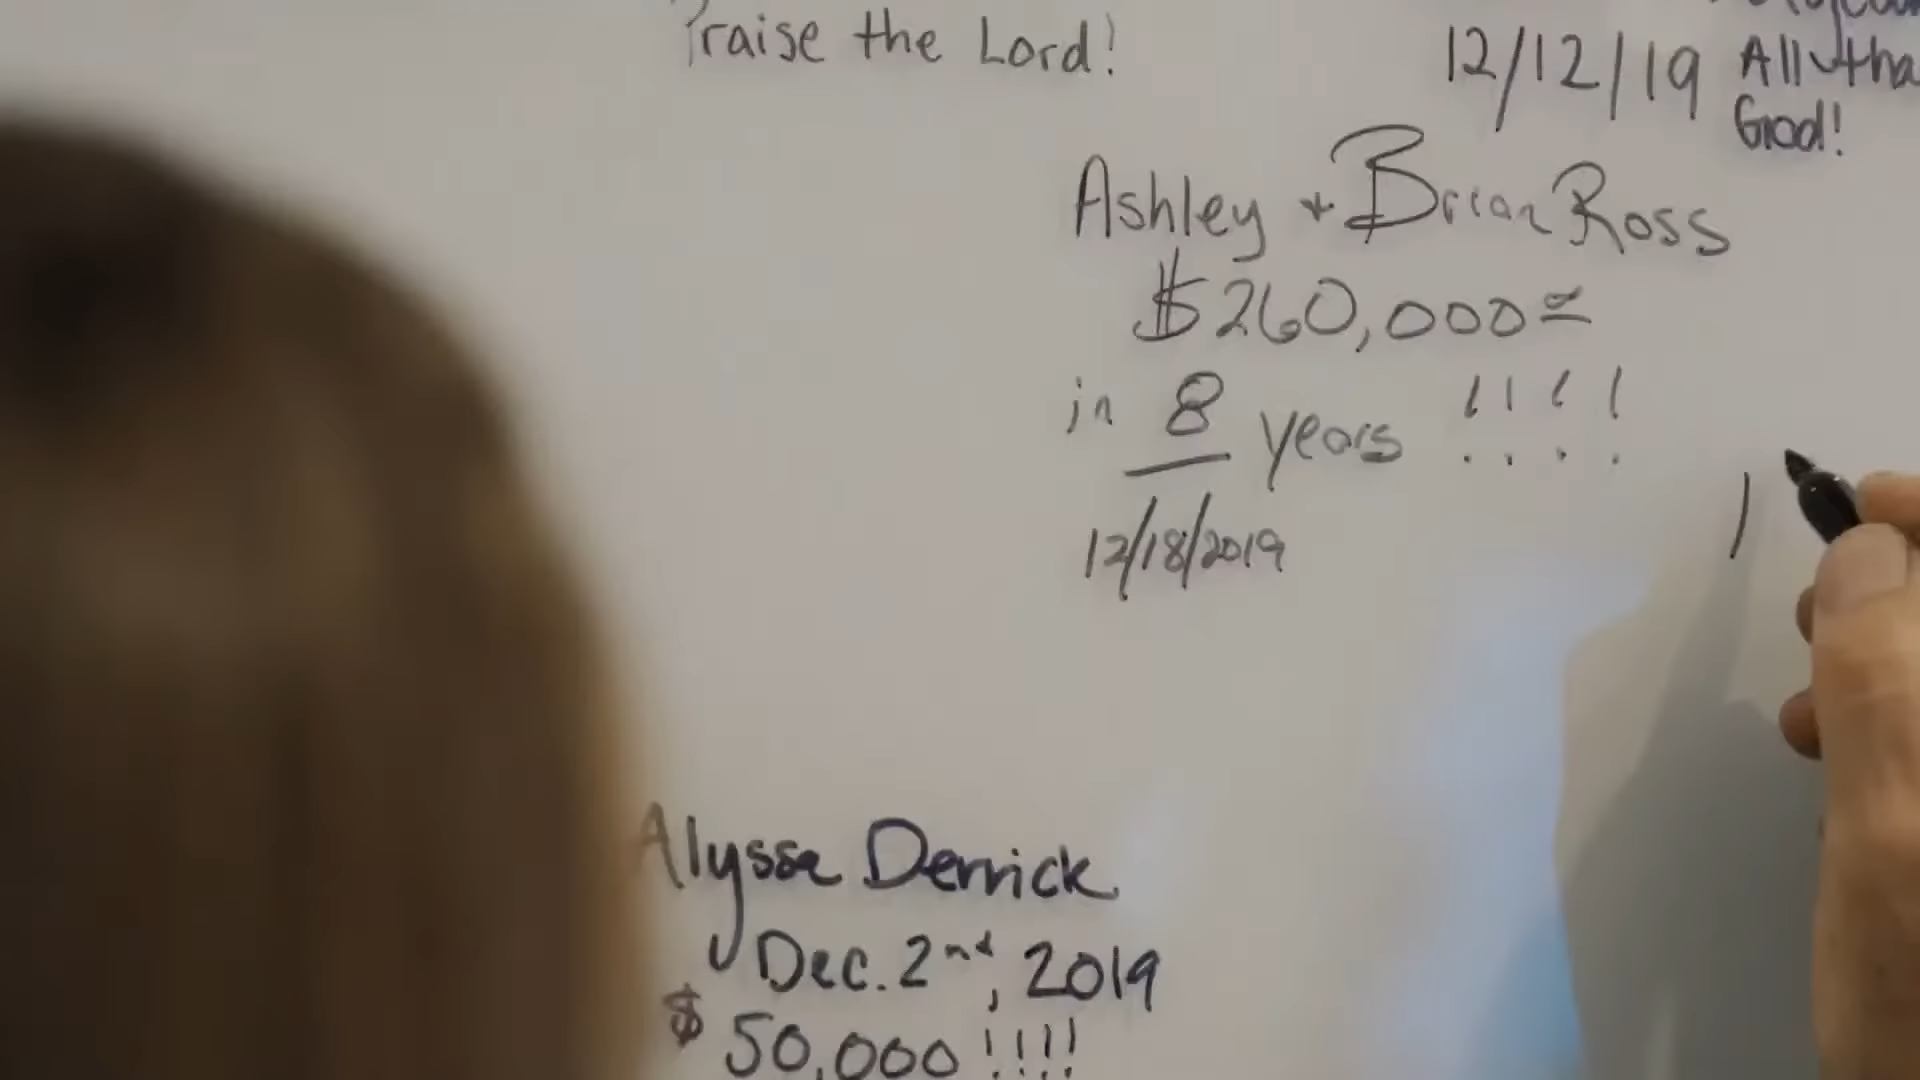 Praise the Lord!
12/12/19
All
God!
Ashley + Brian Ross
$260,000
in 8 years !!!!
12/18/2019
Alyssa Derrick
Dec. 2nd, 2019
$50,000 !!!!